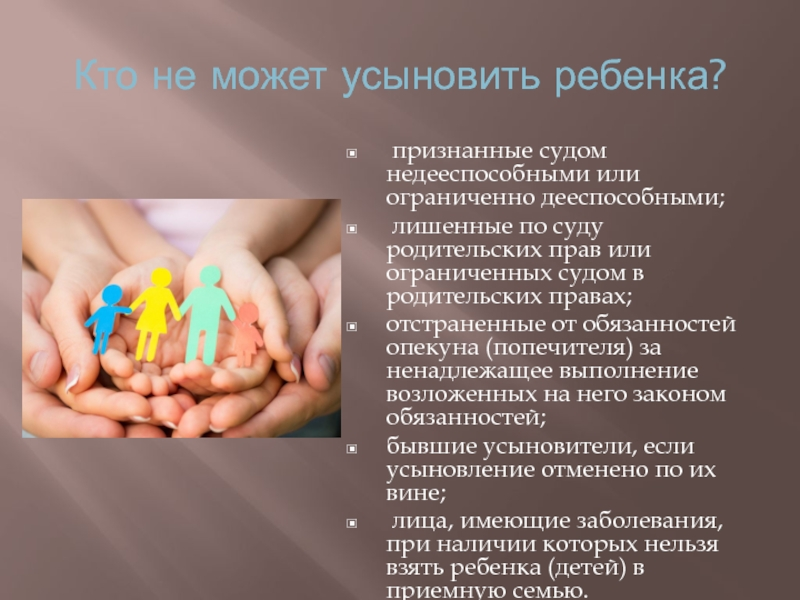 Кто не может усыновить ребенка?
признанные судом
недееспособными или
ограниченно дееспособными;
лишенные по суду
родительских прав или
ограниченных судом в
родительских правах;
отстраненные от обязанностей
опекуна (попечителя) за
ненадлежащее выполнение
возложенных на него законом
обязанностей;
бывшие усыновители, если
усыновление отменено по их
вине;
лица, имеющие заболевания,
при наличии которых нельзя
взять ребенка (детей) в
приемную семью.